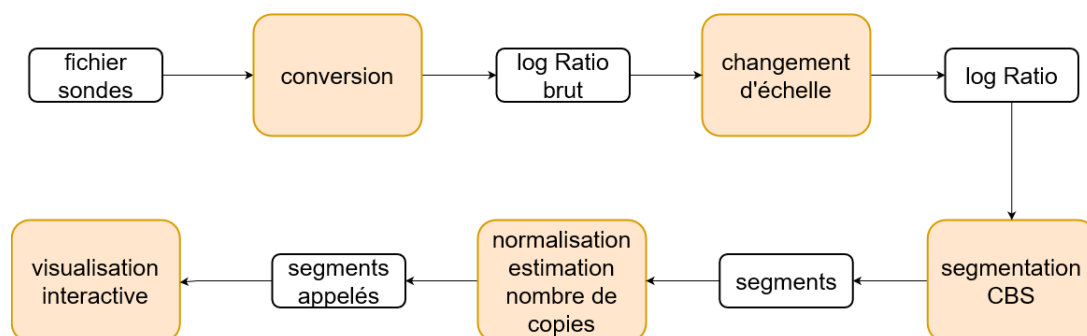 fichier
sondes
conversion
log Ratio
brut
changement
d'échelle
log Ratio
segmentation
CBS
segments
normalisation
estimation
nombre de
copies
segments
appelés
visualisation
interactive